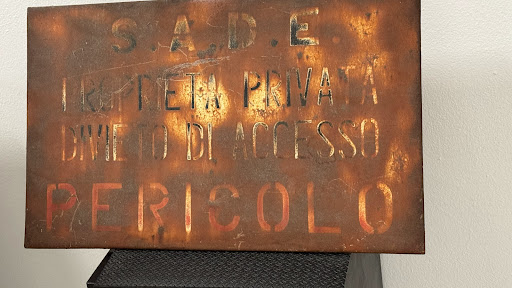 S.A.D.E.
PROPRIETA PRIVATA
DIVIETO DI ACCESSO
PERICOLO